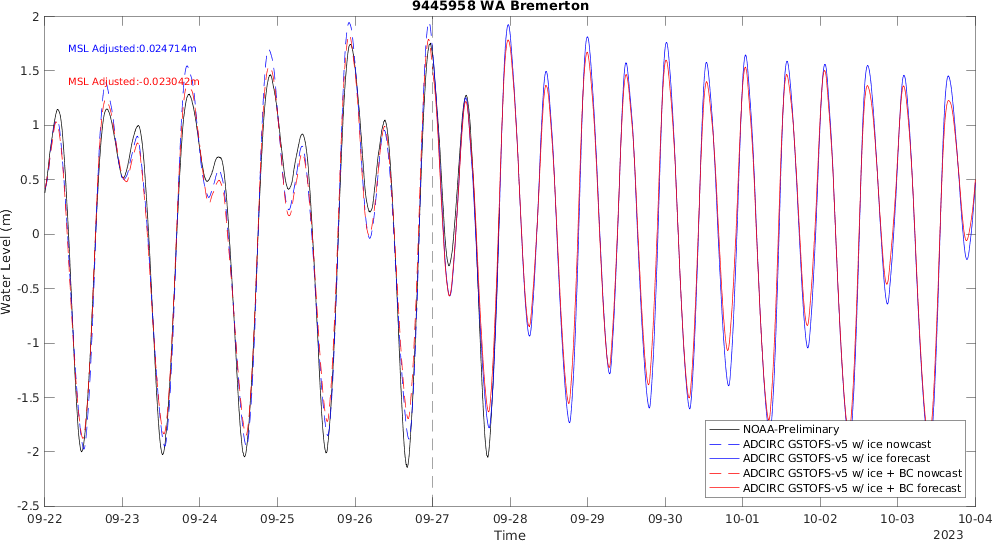 9445958 WA Bremerton
MSL Adjusted:0.024714m
MSL Adjusted:-0.023042m
Water Level (m)
2
1.5
1
0.5
0
-0.5
-1
-1.5
-2
-2.5
NOAA-Preliminary
ADCIRC GSTOFS-v5 w/ ice nowcast
ADCIRC GSTOFS-v5 w/ ice forecast
ADCIRC GSTOFS-v5 w/ ice + BC nowcast
ADCIRC GSTOFS-v5 w/ ice + BC forecast
09-22 09-23 09-24 09-25 09-26 09-27 09-28 09-29 09-30 10-01 10-02 10-03 10-04
Time
2023